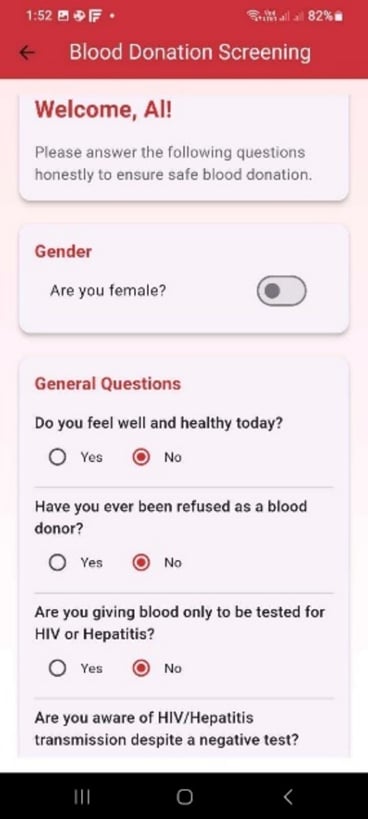 1:52 82%
Blood Donation Screening
Welcome, Al!
Please answer the following questions
honestly to ensure safe blood donation.
Gender
Are you female?
General Questions
Do you feel well and healthy today?
Yes No
Have you ever been refused as a blood
donor?
Yes No
Are you giving blood only to be tested for
HIV or Hepatitis?
Yes No
Are you aware of HIV/Hepatitis
transmission despite a negative test?